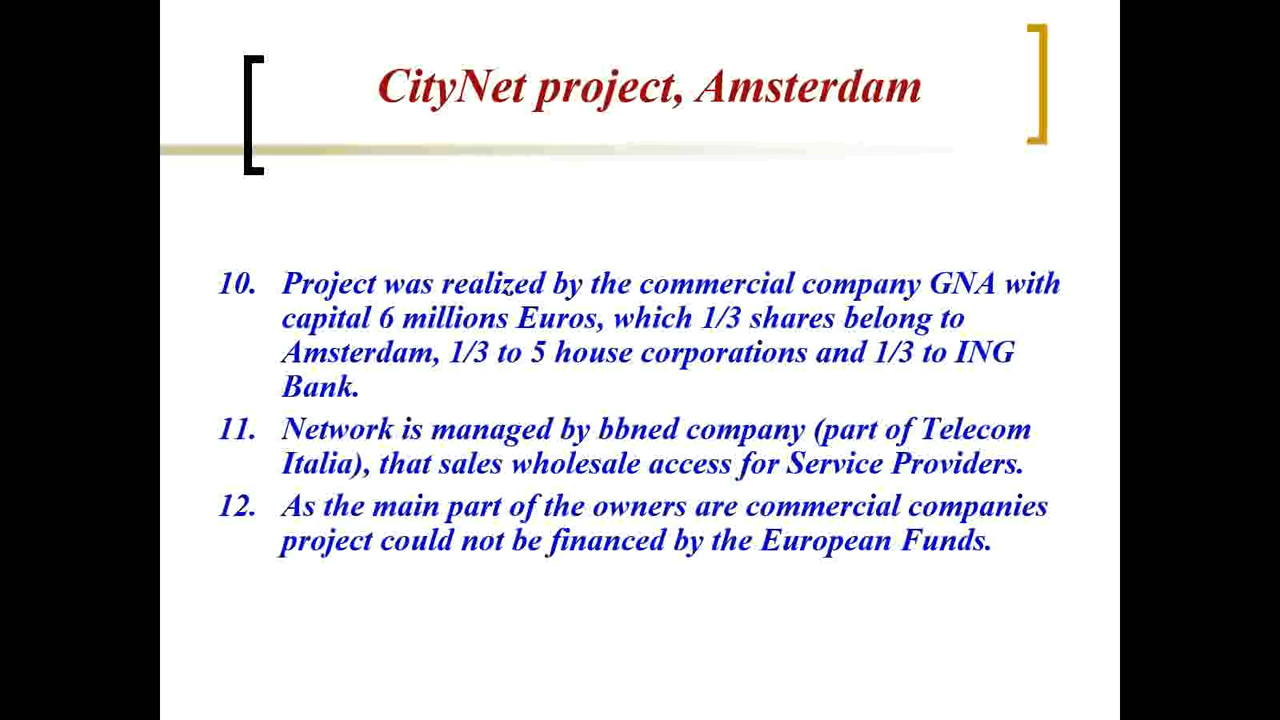 CityNet project, Amsterdam
10. Project was realized by the commercial company GNA with
capital 6 millions Euros, which 1/3 shares belong to
Amsterdam, 1/3 to 5 house corporations and 1/3 to ING
Bank.
11. Network is managed by bbned company (part of Telecom
Italia), that sales wholesale access for Service Providers.
12. As the main part of the owners are commercial companies
project could not be financed by the European Funds.